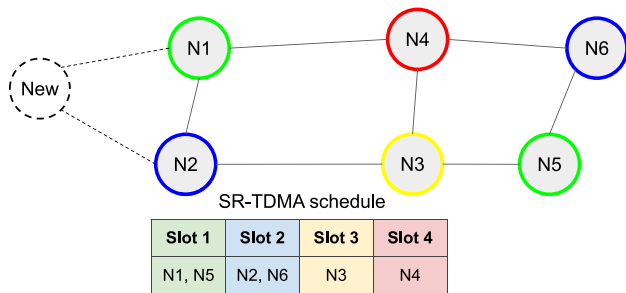 N1
N4
N6
New
N2
N3
N5
SR-TDMA schedule
Slot 1 Slot 2 Slot 3 Slot 4
N1, N5 N2, N6 N3 N4